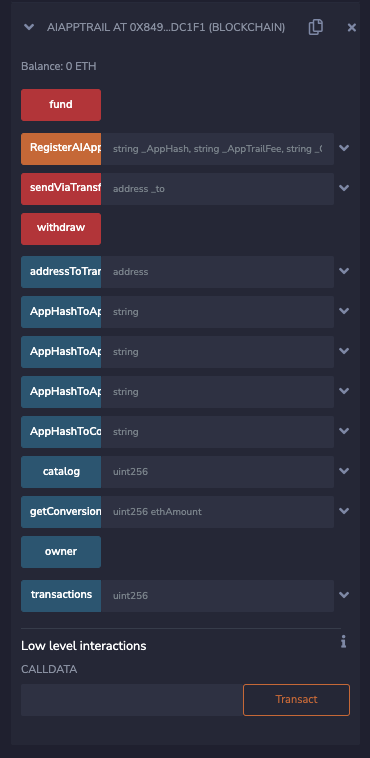 AIAPPTRAIL AT 0X849...DC1F1 (BLOCKCHAIN)
Balance: 0 ETH
fund
RegisterAIApp string _AppHash, string _AppTrailFee, string _
sendViaTransf address _to
withdraw
addressToTran address
AppHashToAp string
AppHashToAp string
AppHashToAp string
AppHashToCo string
catalog uint256
getConversion uint256 ethAmount
owner
transactions uint256
Low level interactions
CALLDATA
Transact